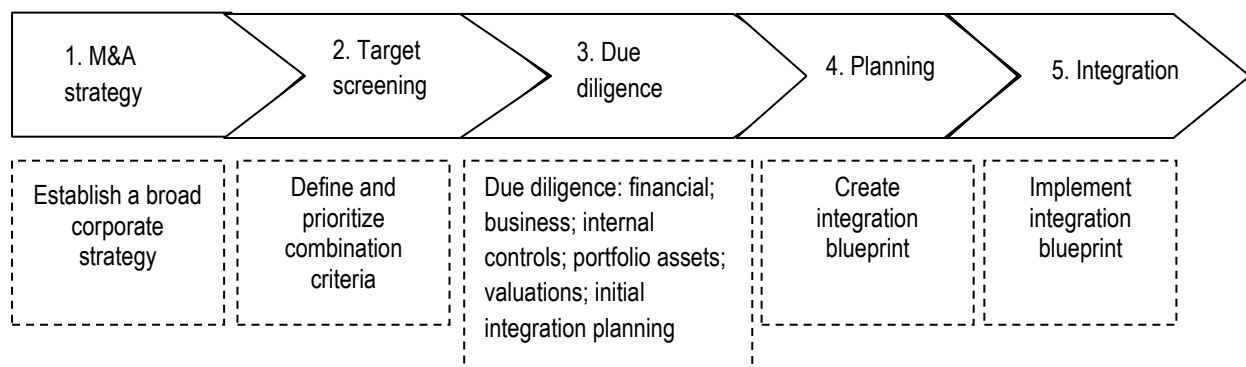 1. M&A
strategy
2. Target
screening
3. Due
diligence
4. Planning
5. Integration
Establish a broad
corporate
strategy
Define and
prioritize
combination
criteria
Due diligence: financial;
business; internal
controls; portfolio assets;
valuations; initial
integration planning
Create
integration
blueprint
Implement
integration
blueprint